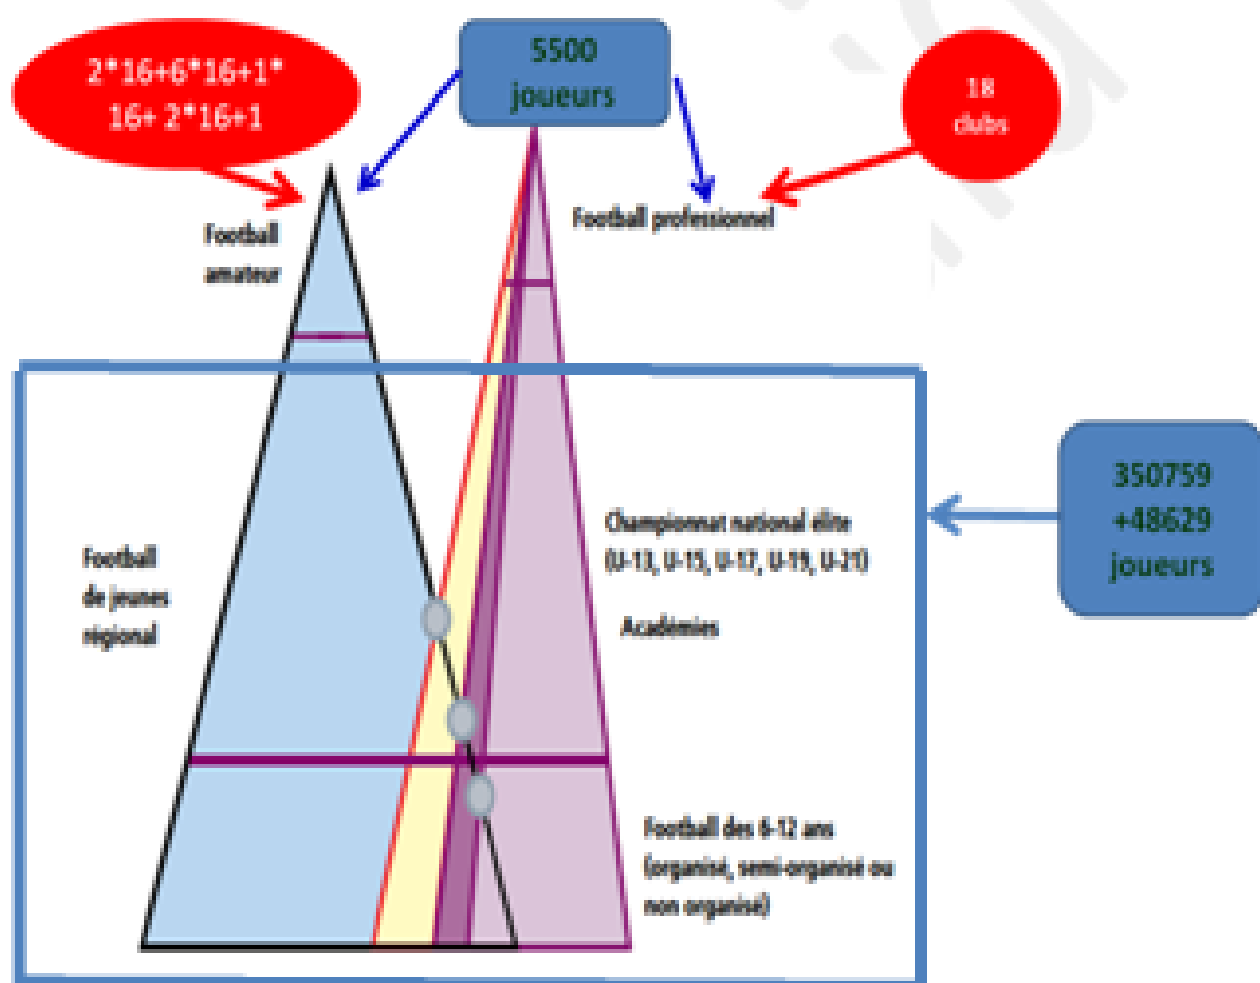 2*16+6*16+1*
16+ 2*16+1
5500
joueurs
18
clubs
Football
amateur
Football professionnel
Football
de jeunes
régional
Championnat national élite
(U-13, U-15, U-17, U-19, U-21)
Académies
350759
+48629
joueurs
Football des 6-12 ans
(organisé, semi-organisé ou
non organisé)